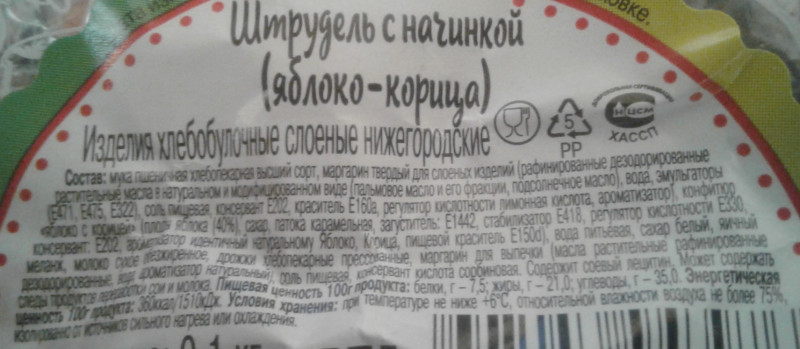 овке.
Штрудель с начинкой
(яблоко-корица)
Изделия хлебобулочные слоеные нижегородские
5
PP
НЦСМ
ХАССП
Состав: мука пшеничная хлебопекарная высший сорт, маргарин твердый для слоеных изделий (рафинированные дезодорированные
растительные масла в натуральном и модифицированном виде (пальмовое масло и его фракции, подсолнечное масло), вода, эмульгаторы
(Е471, Е475, Е322), соль пищевая, консервант Е202, краситель Е160а, регулятор кислотности лимонная кислота, ароматизатор), конфитюр
«яблоко с корицей» (плоды яблока (40%), сахар, патока карамельная, загуститель: Е1442, стабилизатор Е418, регулятор кислотности Е330,
консервант: Е202, ароматизатор идентичный натуральному Яблоко, Корица, пищевой краситель Е150d), вода питьевая, сахар белый, яичный
меланж, молоко сухое обезжиренное, дрожжи хлебопекарные прессованные, маргарин для выпечки (масла растительные рафинированные
дезодорированные, вода, ароматизатор натуральный), соль пищевая, консервант кислота сорбиновая. Содержит соевый лецитин. Может содержать
следы продуктов переработки сои и молока. Пищевая ценность 100г продукта: белки, г – 7,5; жиры, г – 21,0; углеводы, г – 35,0. Энергетическая
ценность 100г продукта: 360ккал/1510кДж. Условия хранения: при температуре не ниже +6°С, относительной влажности воздуха не более 75%,
изолированно от источников сильного нагрева или охлаждения.
0,1 кг